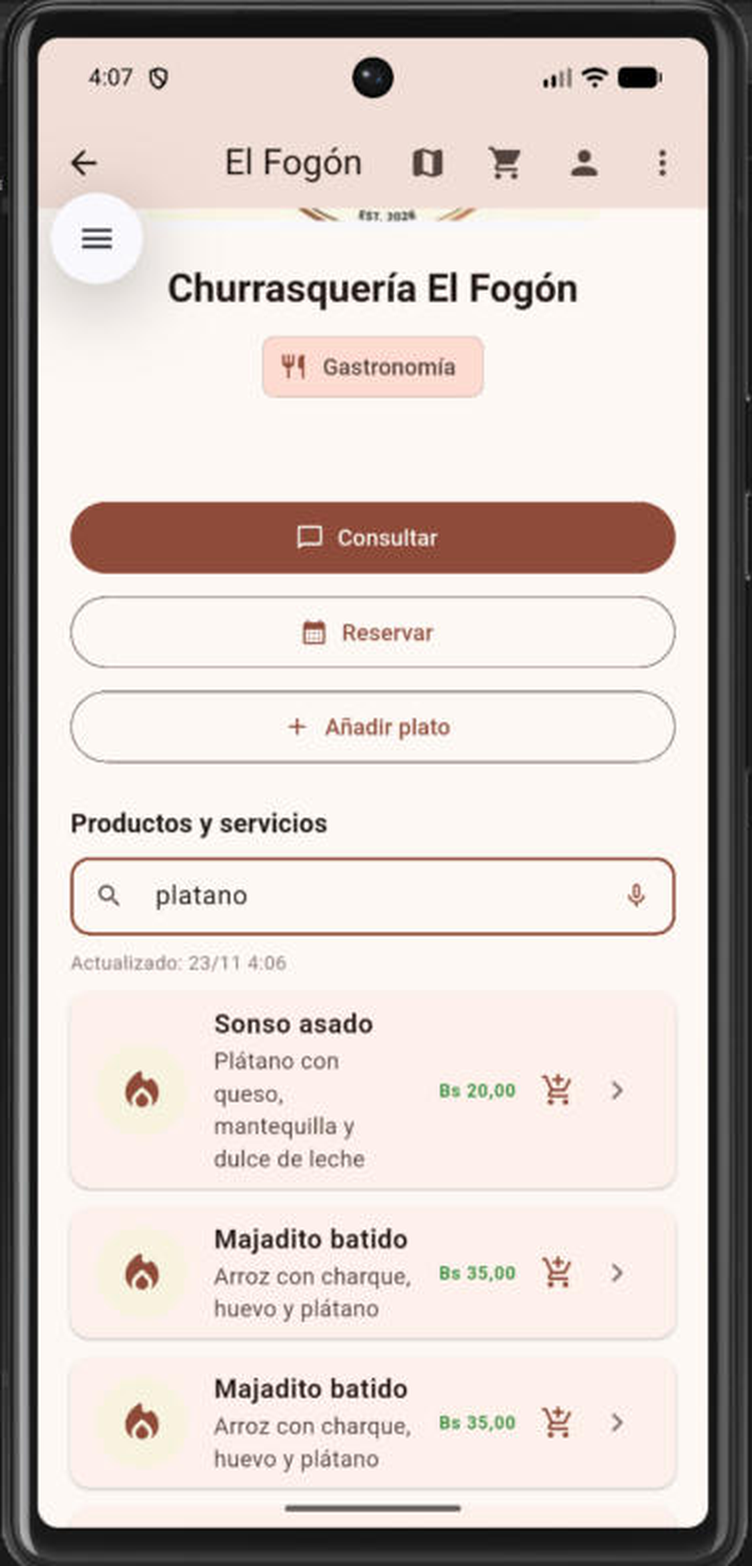 4:07
El Fogón
EST. 2026
Churrasquería El Fogón
Gastronomía
Consultar
Reservar
Añadir plato
Productos y servicios
platano
Actualizado: 23/11 4:06
Sonso asado
Plátano con
queso,
mantequilla y
dulce de leche
Bs 20,00
Majadito batido
Arroz con charque,
huevo y plátano
Bs 35,00
Majadito batido
Arroz con charque,
huevo y plátano
Bs 35,00